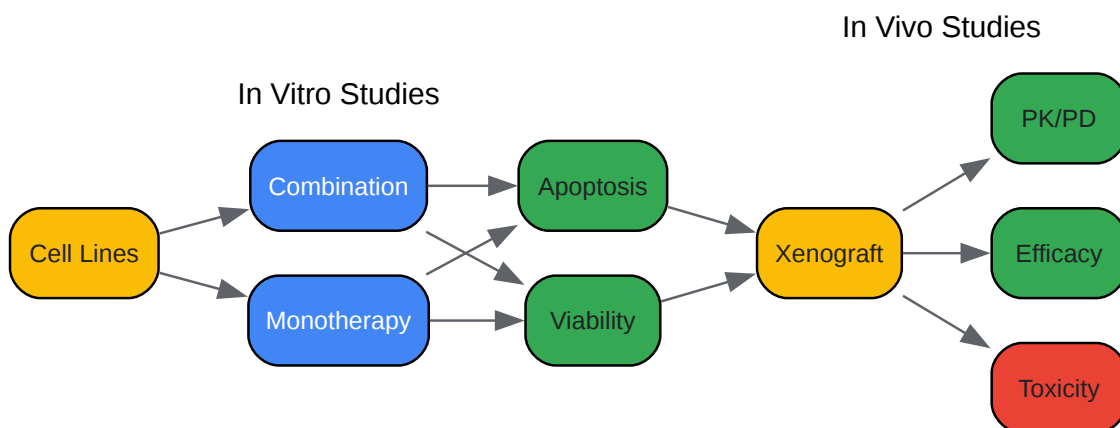 In Vivo Studies
In Vitro Studies
PK/PD
Combination
Apoptosis
Cell Lines
Xenograft
Efficacy
Monotherapy
Viability
Toxicity